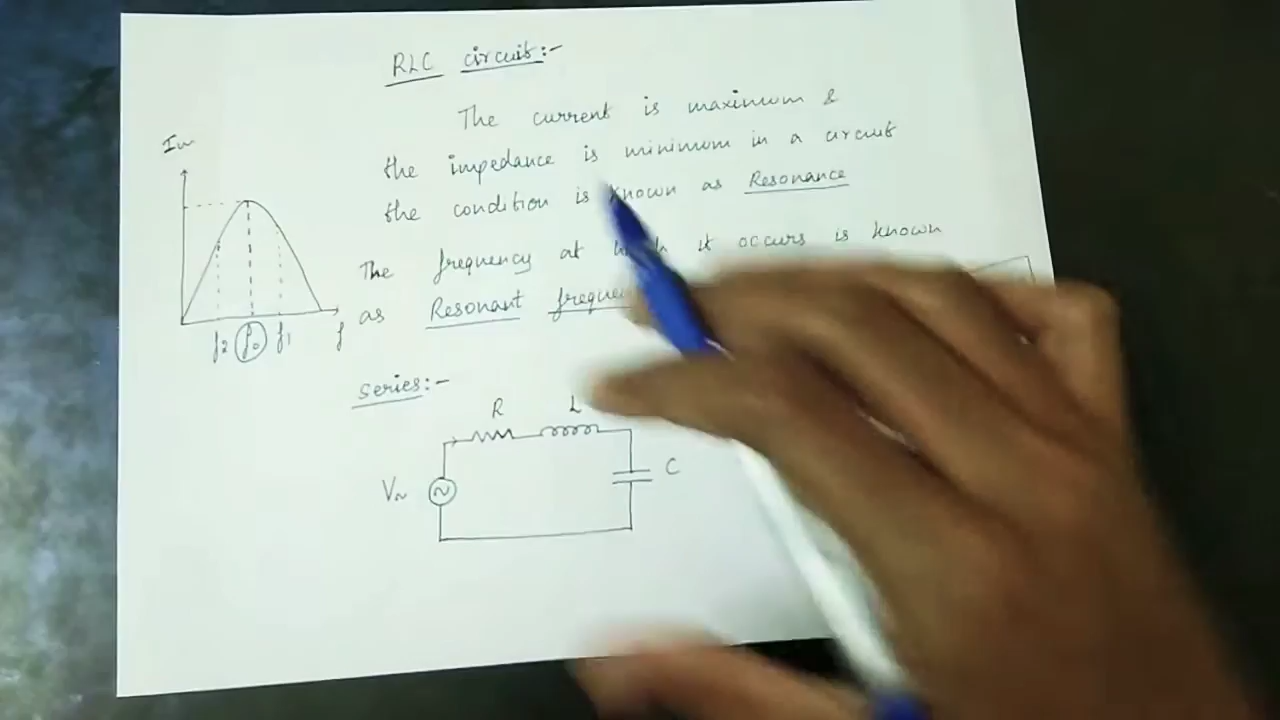 RLC circuit:-
The current is maximum &
the impedance is minimum in a circuit
the condition is known as Resonance
The frequency at it occurs is known
as Resonant
I~
f2 f0 f1 f
Series:-
R L
V~ C